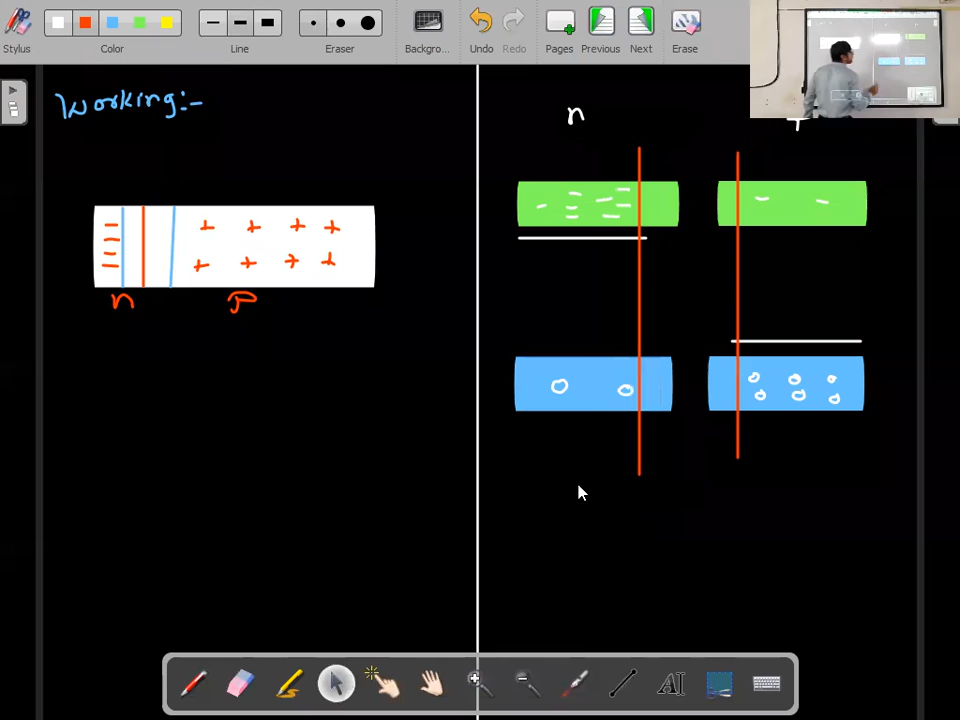 Stylus
Color
Line
Eraser
Backgro...
Undo
Redo
Pages
Previous
Next
Erase
Working:-
n
n
P